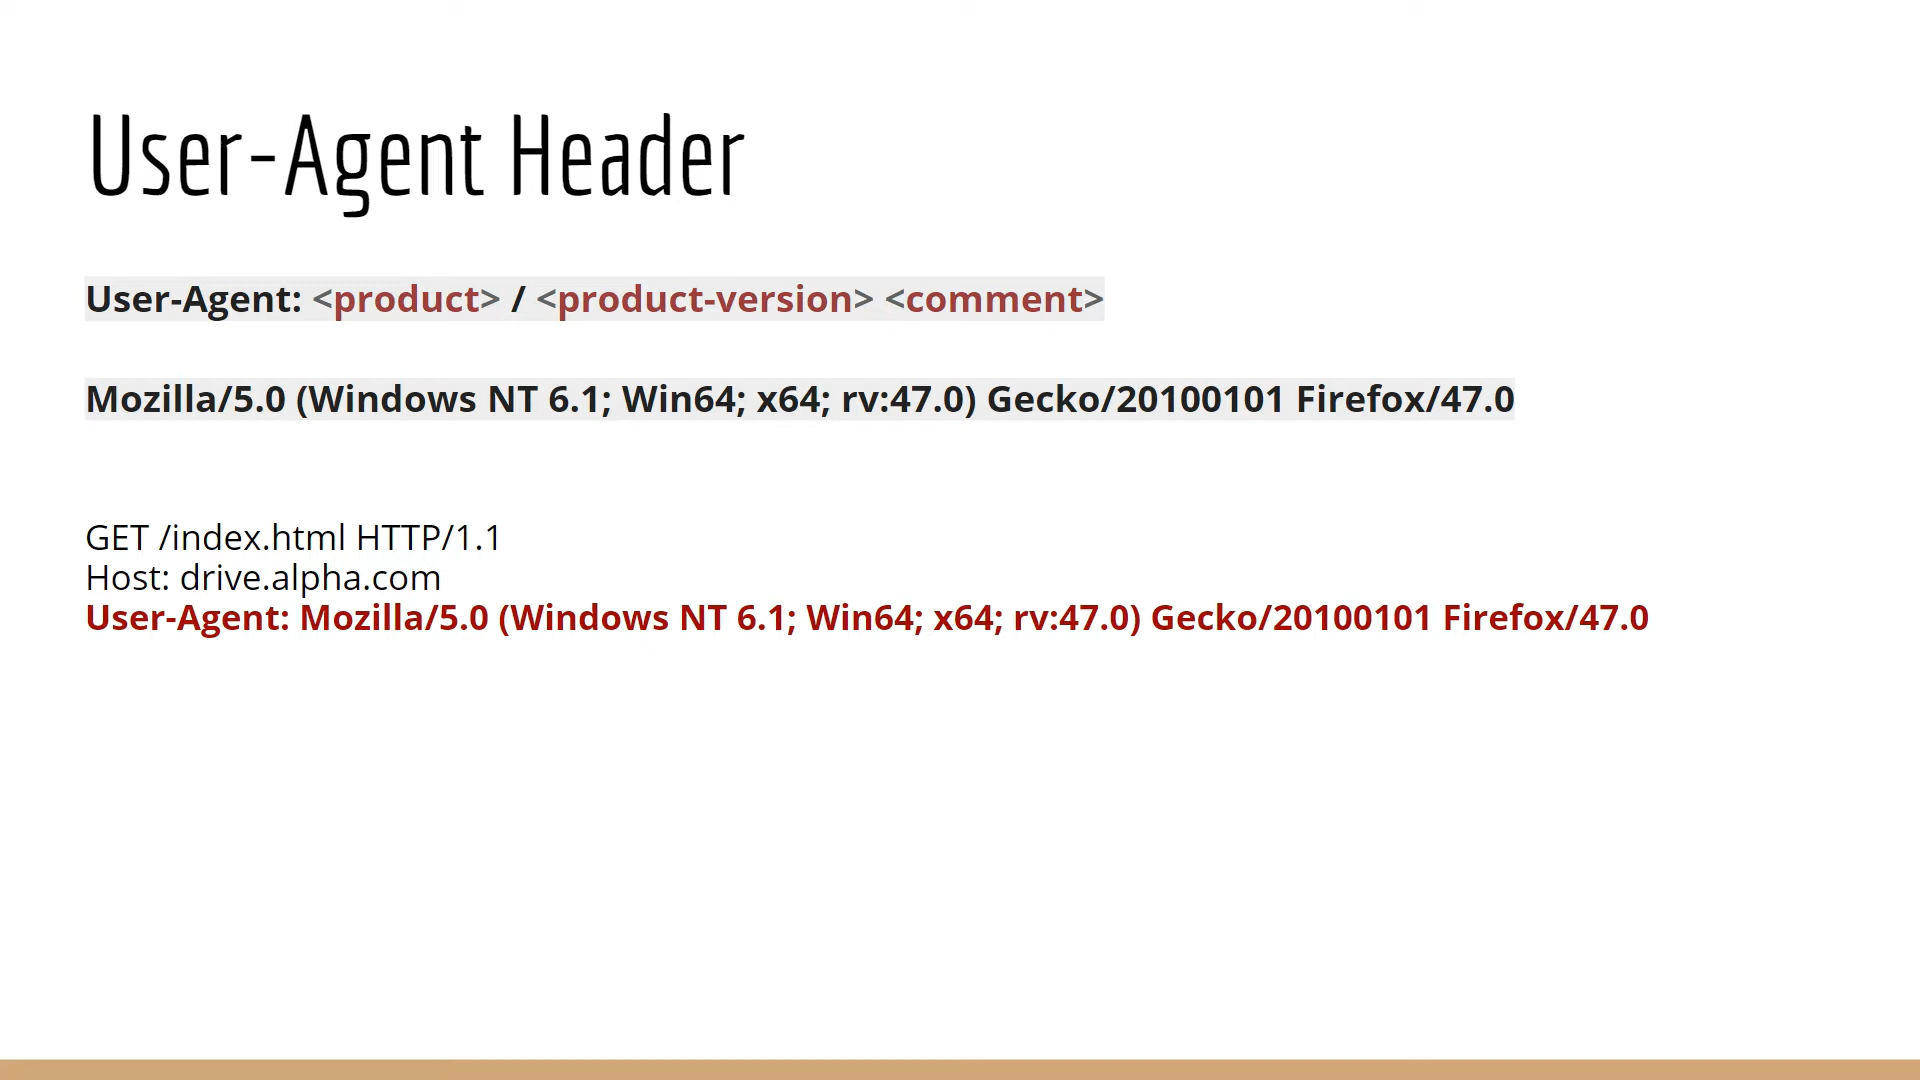 User-Agent Header
User-Agent: <product> / <product-version> <comment>
Mozilla/5.0 (Windows NT 6.1; Win64; x64; rv:47.0) Gecko/20100101 Firefox/47.0
GET /index.html HTTP/1.1
Host: drive.alpha.com
User-Agent: Mozilla/5.0 (Windows NT 6.1; Win64; x64; rv:47.0) Gecko/20100101 Firefox/47.0